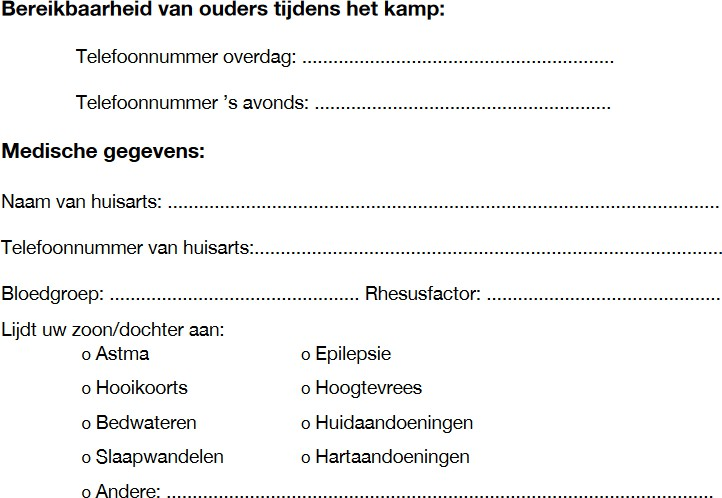 Bereikbaarheid van ouders tijdens het kamp:
Telefoonnummer overdag: ............................................................
Telefoonnummer ’s avonds: .........................................................
Medische gegevens:
Naam van huisarts: ..........................................................................................................
Telefoonnummer van huisarts:..........................................................................................
Bloedgroep: ................................................ Rhesusfactor: .............................................
Lijdt uw zoon/dochter aan:
o Astma o Epilepsie
o Hooikoorts o Hoogtevrees
o Bedwateren o Huidaandoeningen
o Slaapwandelen o Hartaandoeningen
o Andere: .........................................................................................................